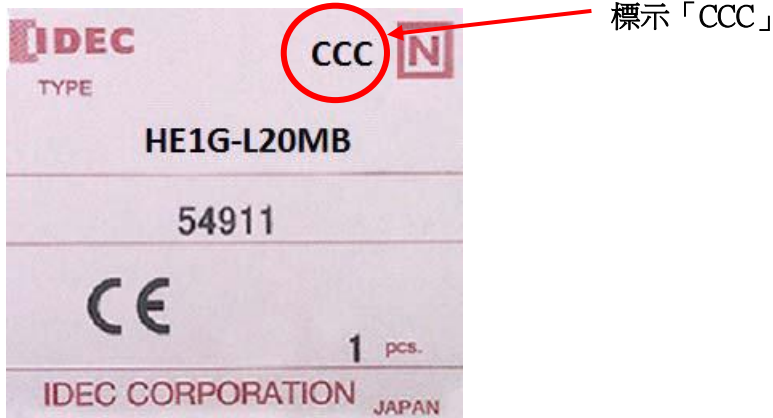 標示「CCC」
IDEC
CCC N
TYPE
HE1G-L20MB
54911
CE
1 pcs.
IDEC CORPORATION JAPAN